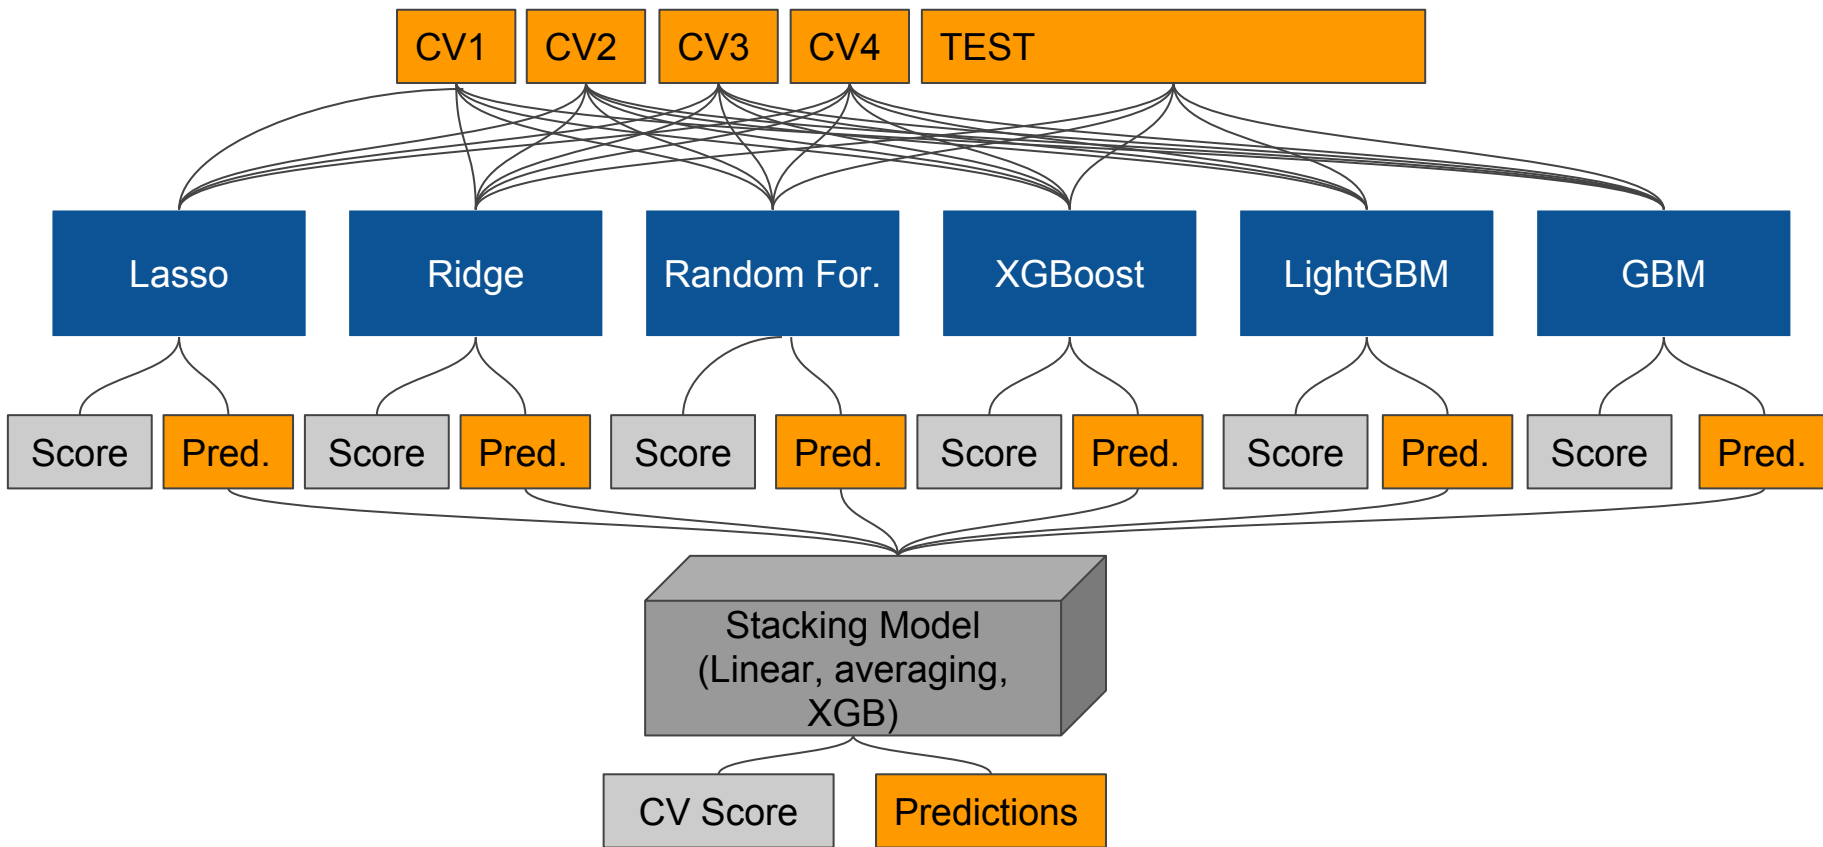 CV1 CV2 CV3 CV4 TEST
Lasso Ridge Random For. XGBoost LightGBM GBM
Score Pred. Score Pred. Score Pred. Score Pred. Score Pred. Score Pred.
Stacking Model
(Linear, averaging,
XGB)
CV Score Predictions